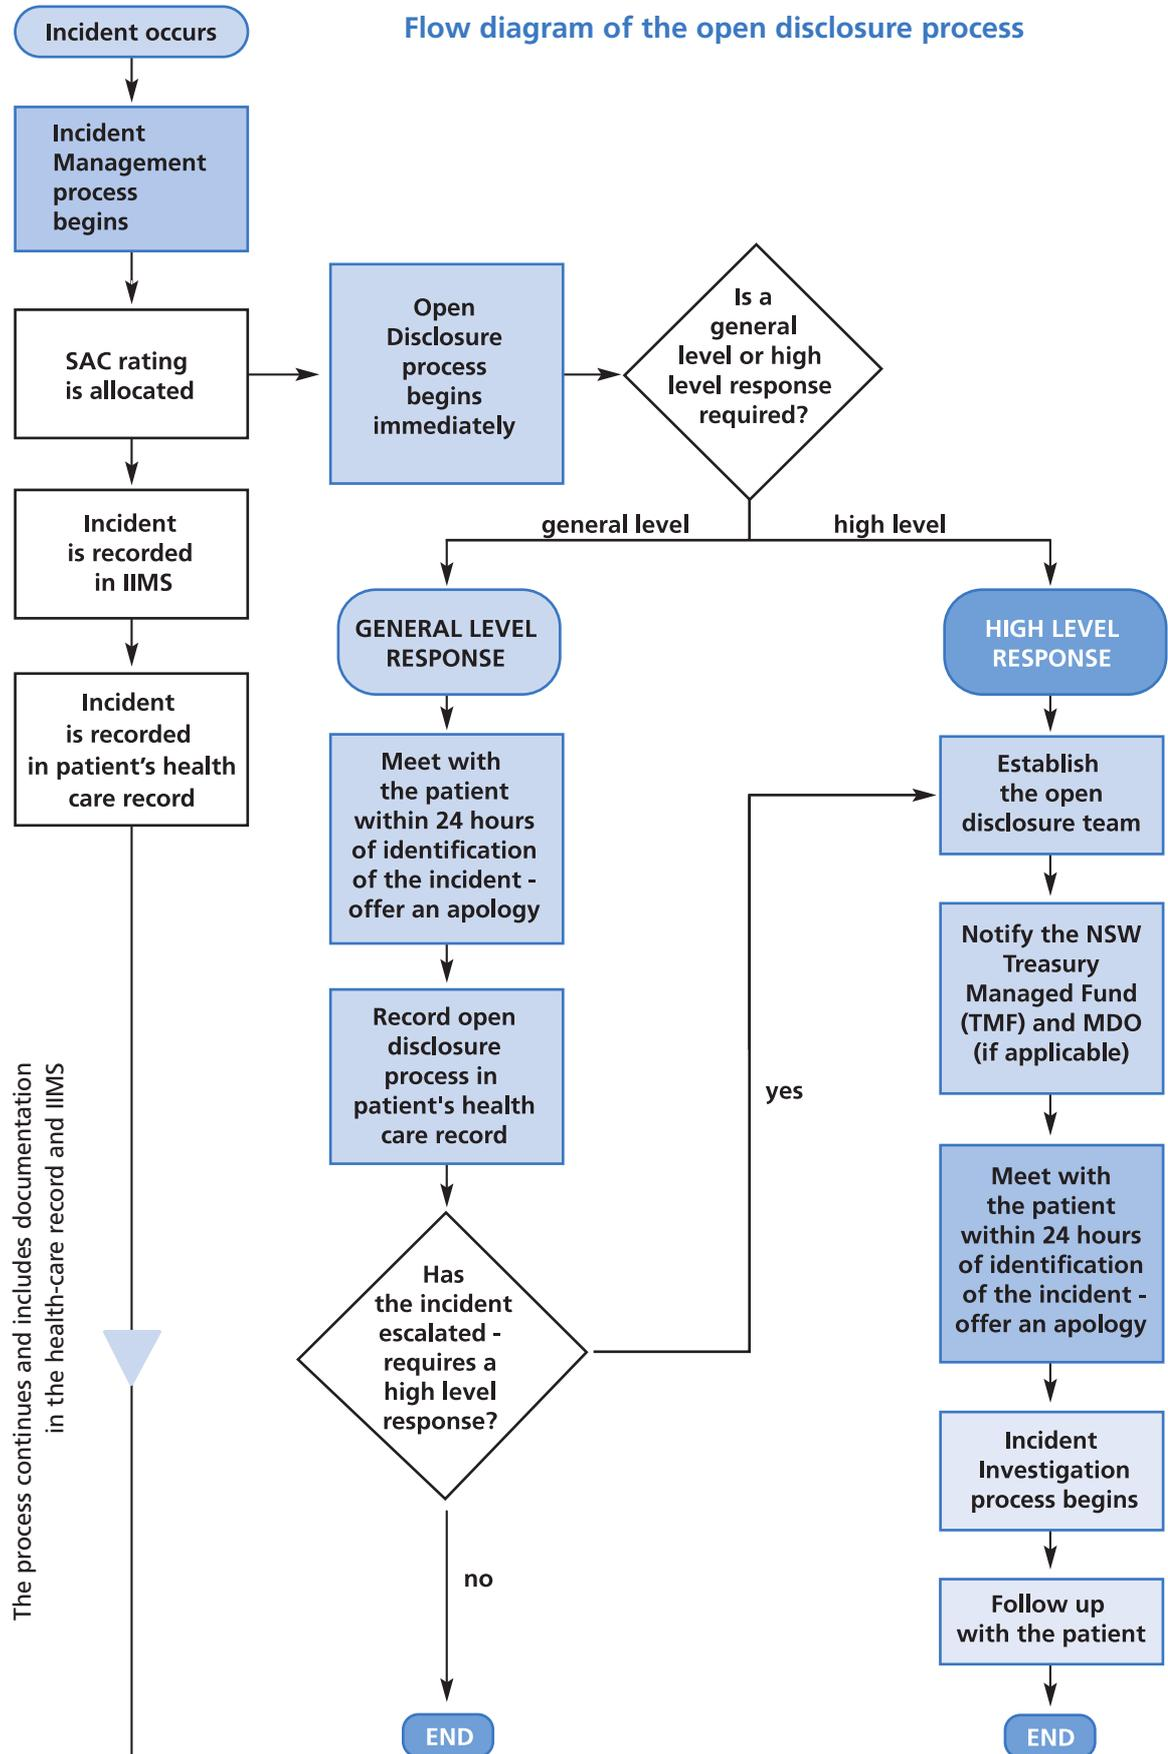 Flow diagram of the open disclosure process
Incident occurs
Incident
Management
process
begins
SAC rating
is allocated
Open
Disclosure
process
begins
immediately
Is a
general
level or high
level response
required?
Incident
is recorded
in IIMS
Incident
is recorded
in patient's health
care record
The process continues and includes documentation
in the health-care record and IIMS
general level
high level
GENERAL LEVEL
RESPONSE
Meet with
the patient
within 24 hours
of identification
of the incident -
offer an apology
Record open
disclosure
process in
patient's health
care record
Has
the incident
escalated -
requires a
high level
response?
yes
no
END
HIGH LEVEL
RESPONSE
Establish
the open
disclosure team
Notify the NSW
Treasury
Managed Fund
(TMF) and MDO
(if applicable)
Meet with
the patient
within 24 hours
of identification
of the incident -
offer an apology
Incident
Investigation
process begins
Follow up
with the patient
END